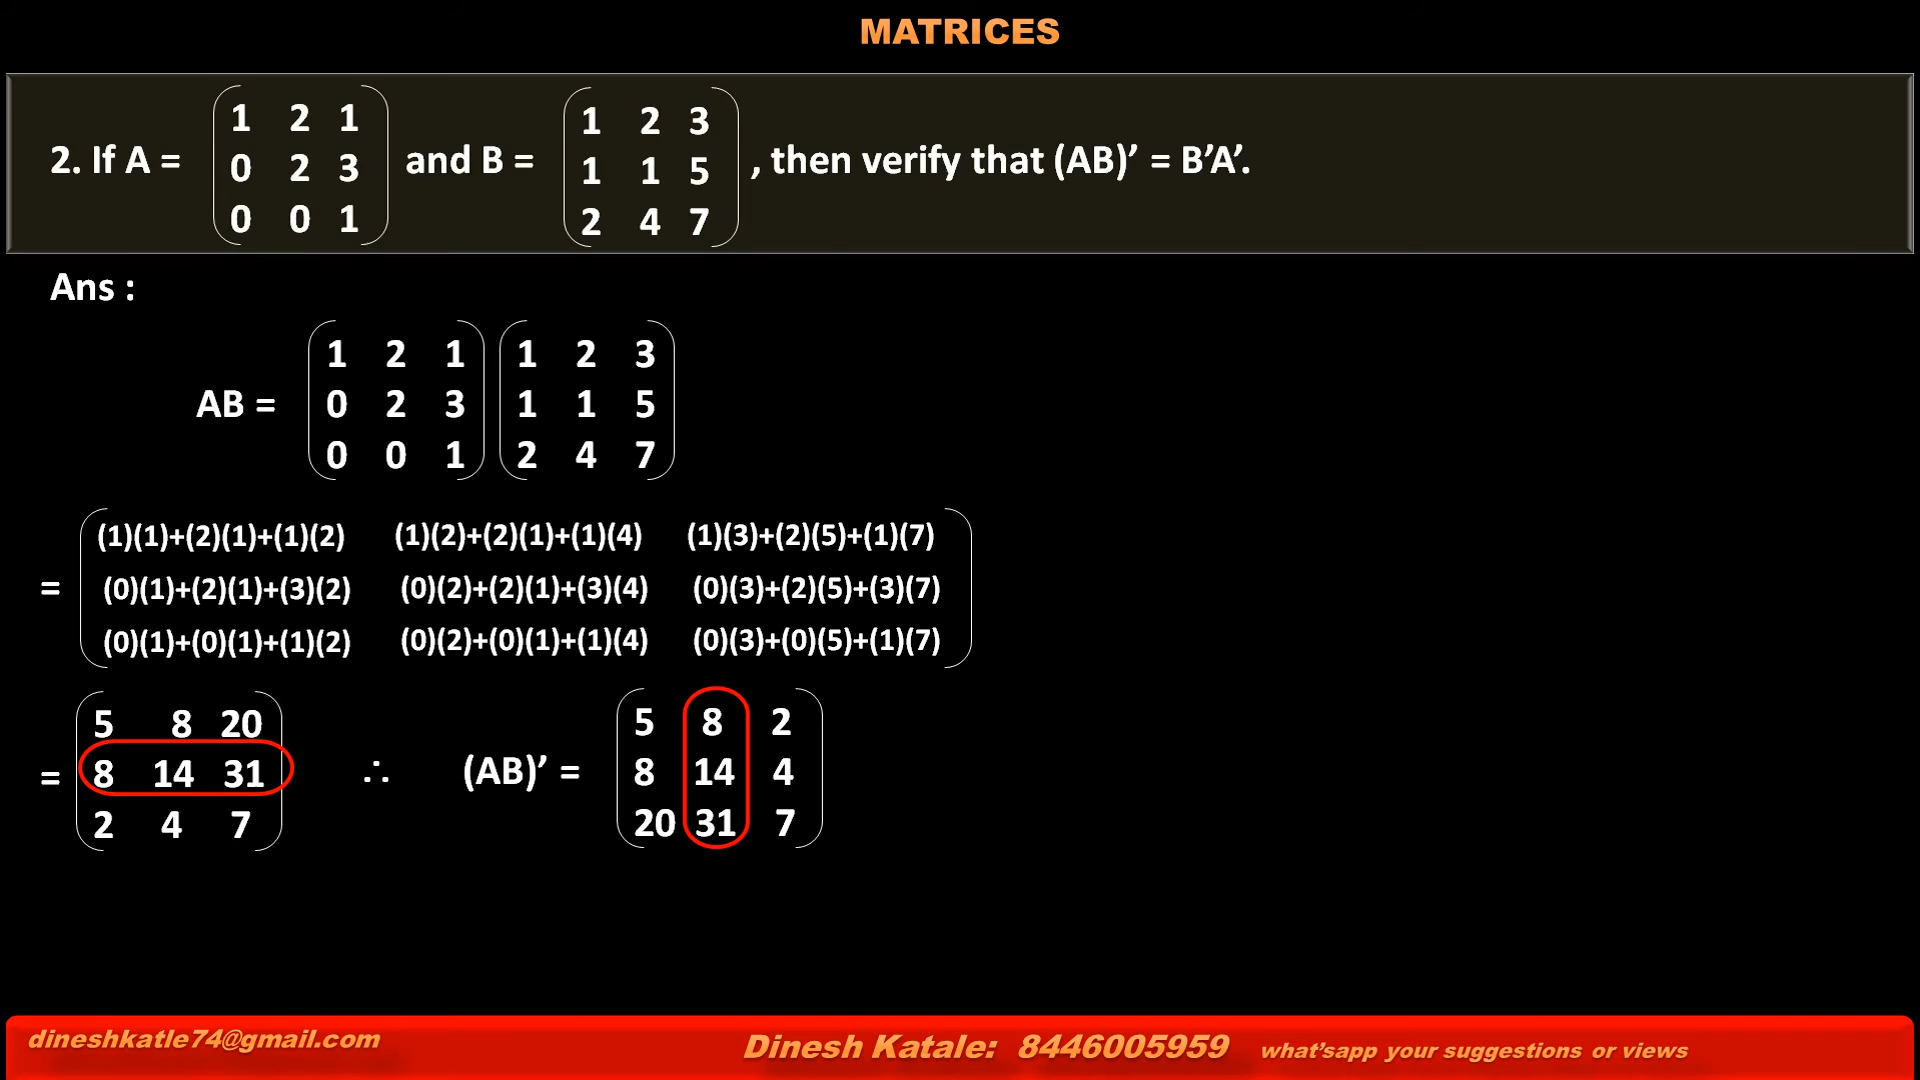 MATRICES
1 2 1 1 2 3
2. If A = 0 2 3 and B = 1 1 5 , then verify that (AB)’ = B’A’.
0 0 1 2 4 7
Ans :
1 2 1 1 2 3
AB = 0 2 3 1 1 5
0 0 1 2 4 7
(1)(1)+(2)(1)+(1)(2) (1)(2)+(2)(1)+(1)(4) (1)(3)+(2)(5)+(1)(7)
= (0)(1)+(2)(1)+(3)(2) (0)(2)+(2)(1)+(3)(4) (0)(3)+(2)(5)+(3)(7)
(0)(1)+(0)(1)+(1)(2) (0)(2)+(0)(1)+(1)(4) (0)(3)+(0)(5)+(1)(7)
5 8 20 5 8 2
= 8 14 31 ∴ (AB)’ = 8 14 4
2 4 7 20 31 7
dineshkatle74@gmail.com Dinesh Katale: 8446005959 what’sapp your suggestions or views